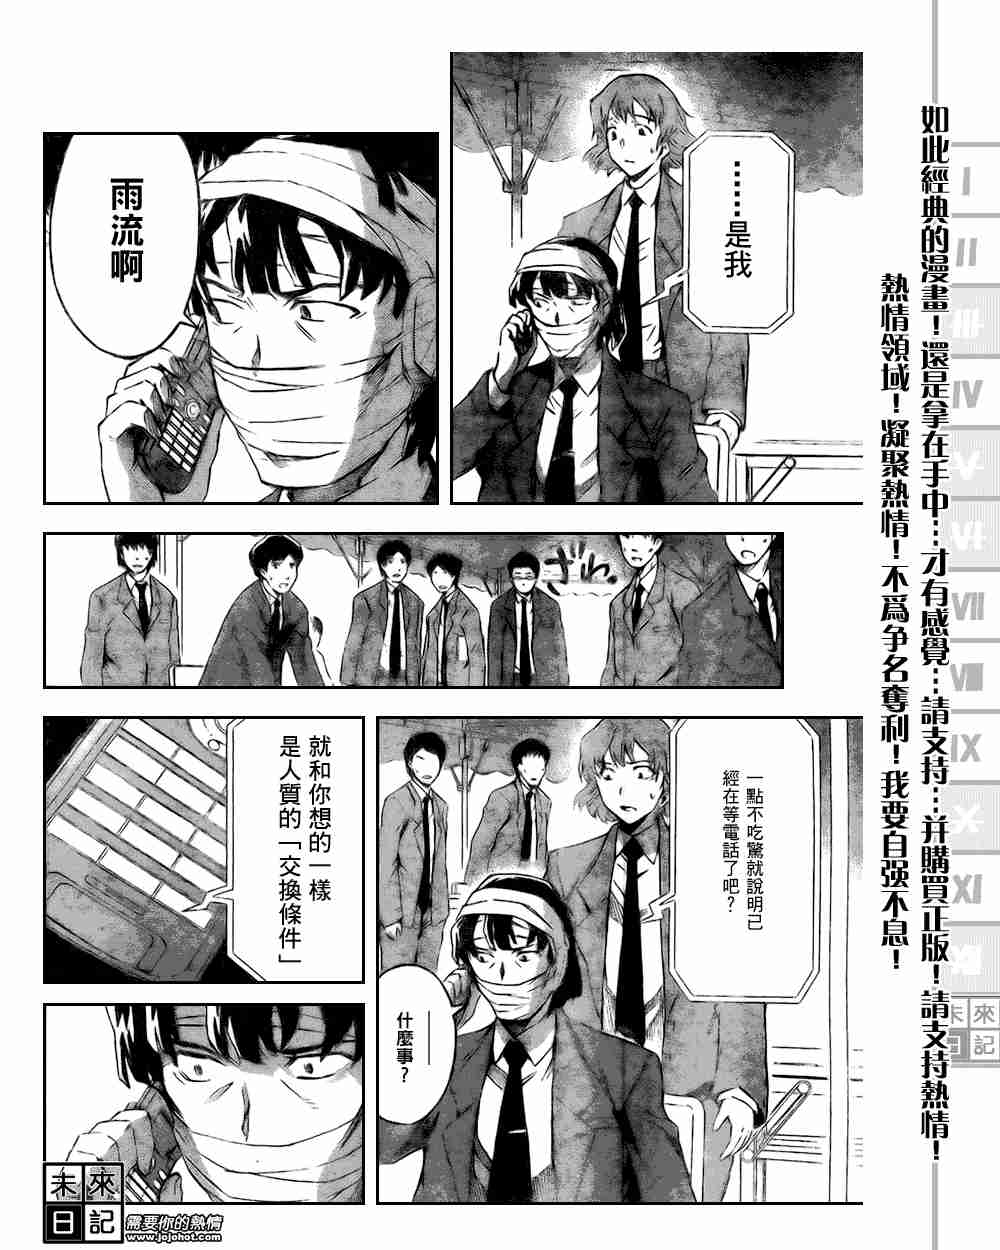 如此經典的漫畫！還是拿在手中…才有感覺…請支持…并購買正版！請支持熱情！
熱情領域！凝聚熱情！不爲争名奪利！我要自强不息！
I
II
III
IV
V
VI
VII
VIII
IX
X
XI
XII
未來
日記
……是我
雨流啊
ざわ
一點不吃驚就說明已
經在等電話了吧？
——
什麼事？
就和你想的一樣
是人質的「交換條件」
未來
日記
需要你的熱情
www.jojohot.com